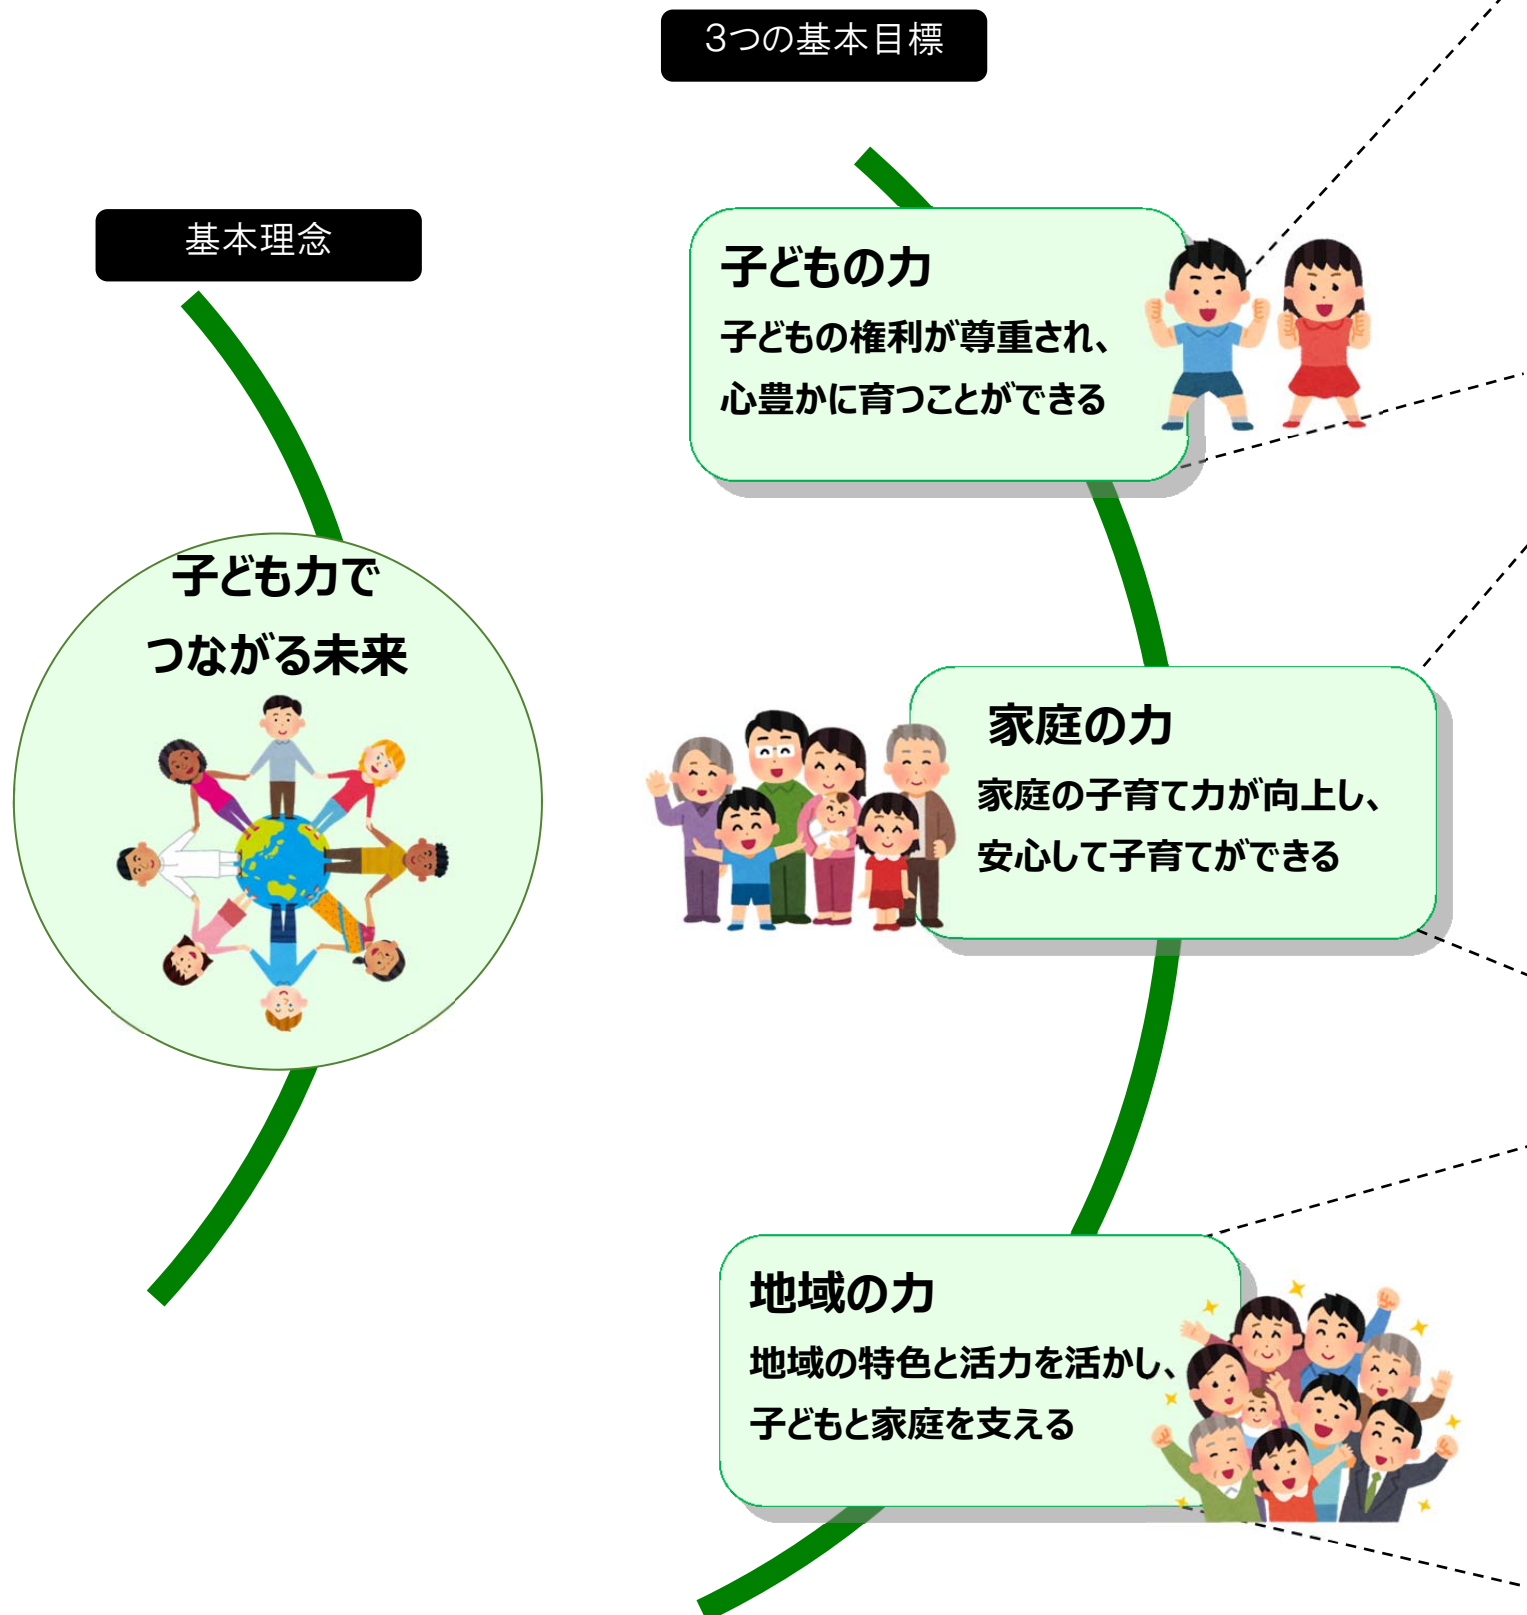 3つの基本目標
基本理念
子ども力で
つながる未来
子どもの力
子どもの権利が尊重され、
心豊かに育つことができる
家庭の力
家庭の子育て力が向上し、
安心して子育てができる
地域の力
地域の特色と活力を活かし、
子どもと家庭を支える